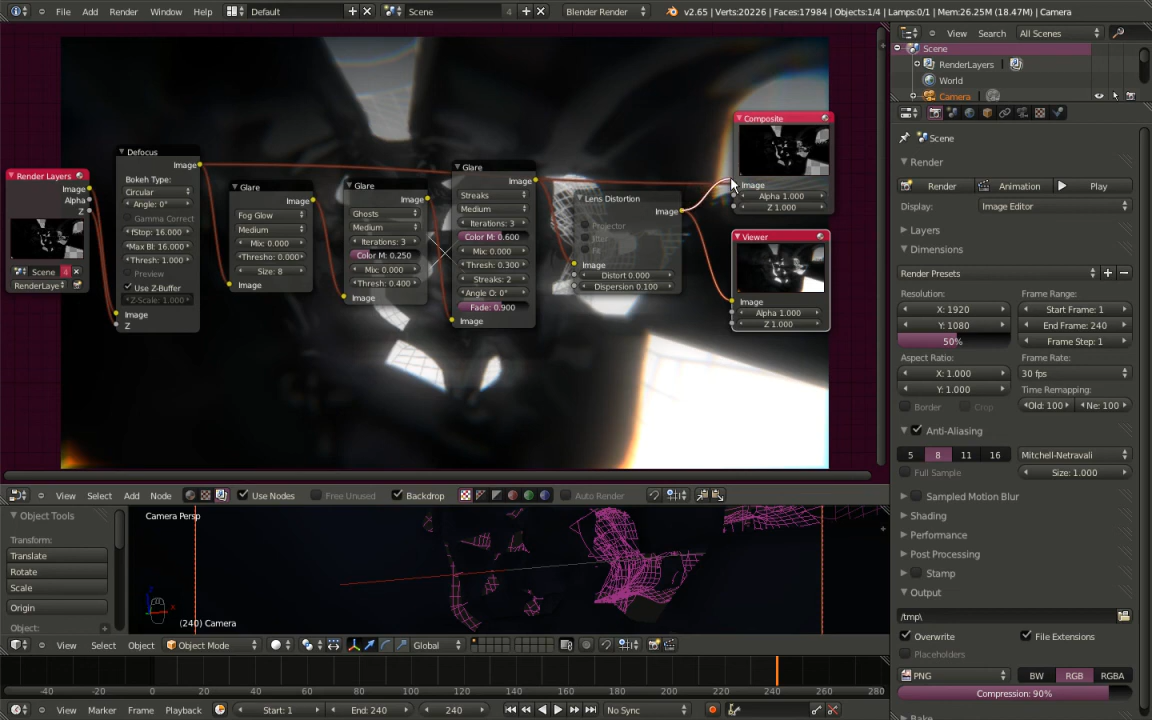 File Add Render Window Help Default Scene 4 Blender Render v2.65 | Verts:20226 | Faces:17984 | Objects:1/4 | Lamps:0/1 | Mem:26.25M (18.47M) | Camera
View Search All Scenes
Scene
RenderLayers
World
Camera
Render Layers
Image
Alpha
Z
Scene 4
RenderLaye
Defocus
Image
Bokeh Type:
Circular
Angle: 0°
Gamma Correct
fStop: 16.000
Max Bl: 16.000
Thresh: 1.000
Preview
Use Z-Buffer
Z-Scale: 1.000
Image
Z
Glare
Image
Fog Glow
Medium
Mix: 0.000
Thresho: 0.000
Size: 8
Image
Glare
Image
Ghosts
Medium
Iterations: 3
Color M: 0.250
Mix: 0.000
Thresh: 0.400
Image
Glare
Image
Streaks
Medium
Iterations: 3
Color M: 0.600
Mix: 0.000
Thresh: 0.300
Streaks: 2
Angle O: 0°
Fade: 0.900
Image
Lens Distortion
Image
Projector
Jitter
Fit
Image
Distort 0.000
Dispersion 0.100
Composite
Image
Alpha 1.000
Z 1.000
Viewer
Image
Alpha 1.000
Z 1.000
View Select Add Node Use Nodes Free Unused Backdrop Auto Render
Object Tools
Transform:
Translate
Rotate
Scale
Origin
Object:
Camera Persp
(240) Camera
View Select Object Object Mode Global
-40 -20 0 20 40 60 80 100 120 140 160 180 200 220 240 260 280
View Marker Frame Playback Start: 1 End: 240 240 No Sync
Scene
Render
Render Animation Play
Display: Image Editor
Layers
Dimensions
Render Presets
Resolution: Frame Range:
X: 1920 Start Frame: 1
Y: 1080 End Frame: 240
50% Frame Step: 1
Aspect Ratio: Frame Rate:
X: 1.000 30 fps
Y: 1.000 Time Remapping:
Border Crop Old: 100 Ne: 100
Anti-Aliasing
5 8 11 16 Mitchell-Netravali
Full Sample Size: 1.000
Sampled Motion Blur
Shading
Performance
Post Processing
Stamp
Output
/tmp\
Overwrite File Extensions
Placeholders
PNG BW RGB RGBA
Compression: 90%
Bake